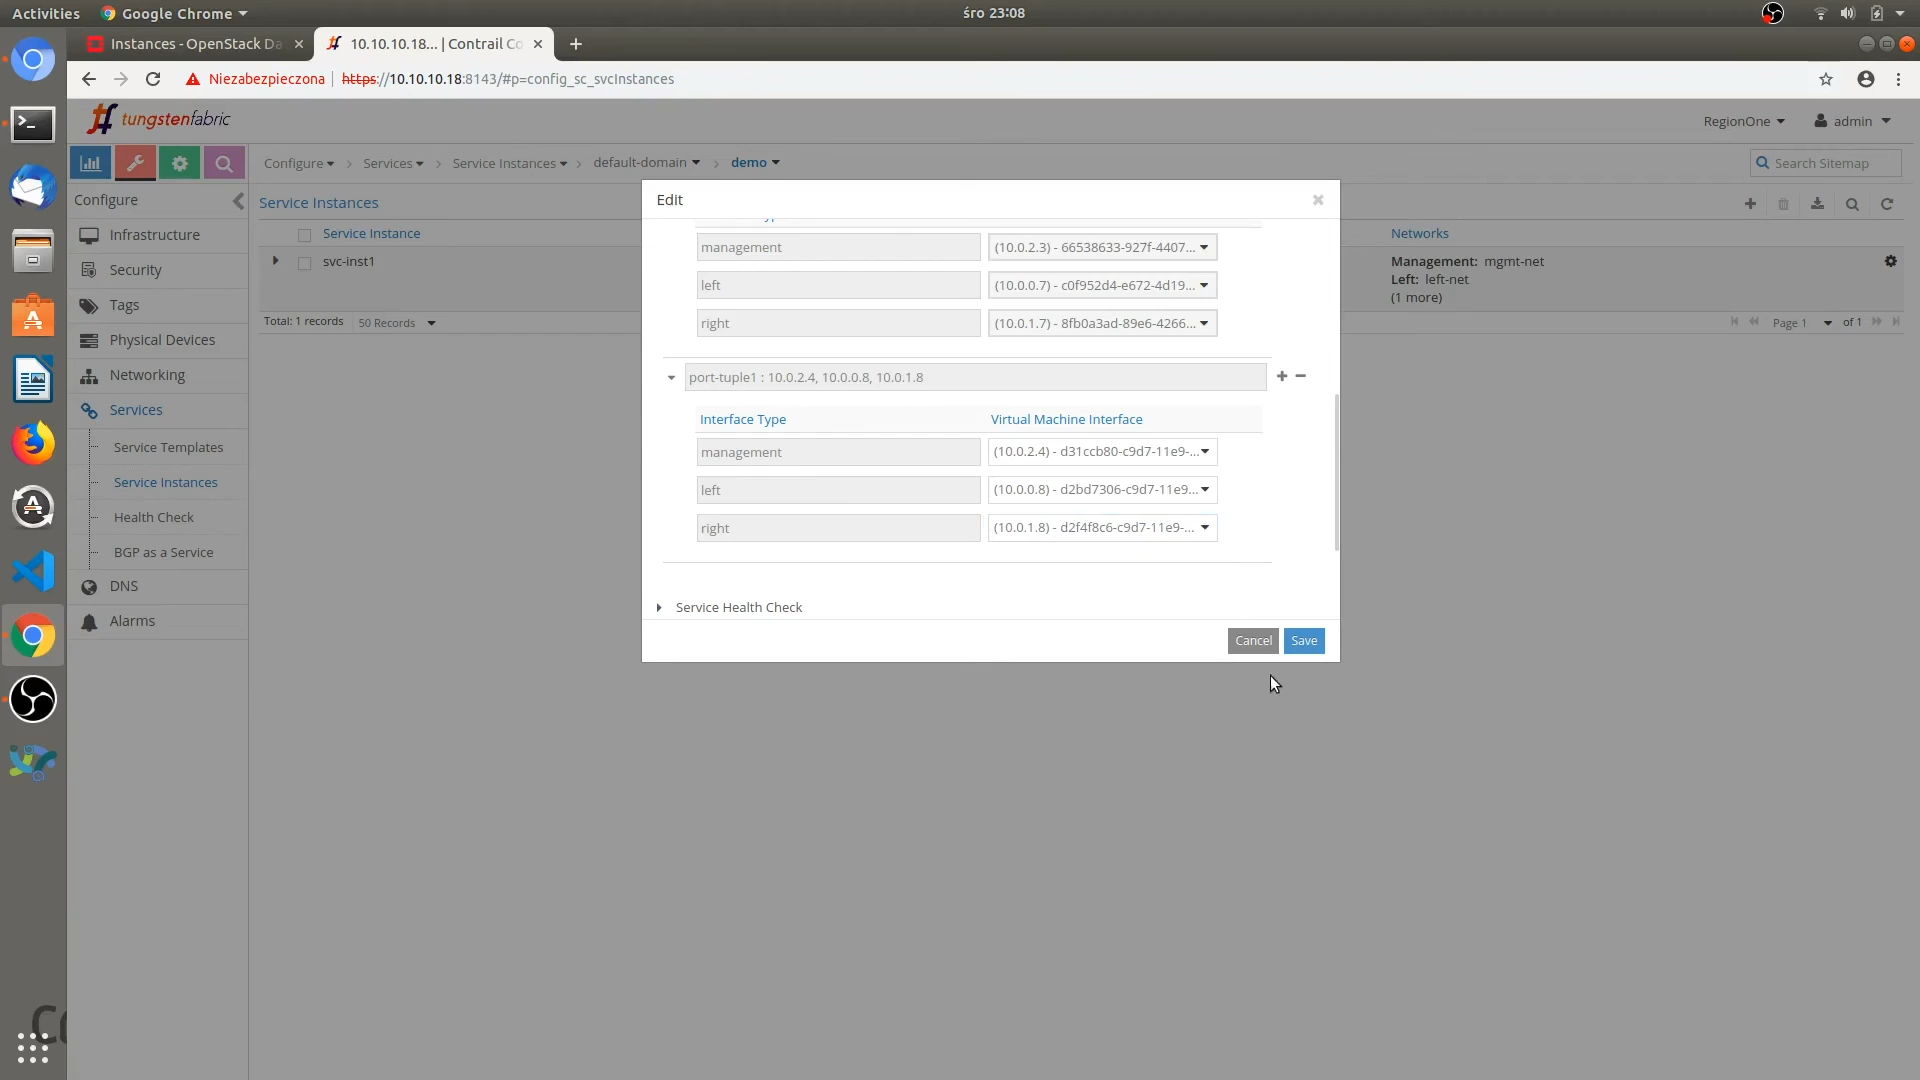 Activities
Google Chrome
śro 23:08
Instances - OpenStack Da
10.10.10.18... | Contrail Co
Niezabezpieczona
https://10.10.10.18:8143/#p=config_sc_svcInstances
tungstenfabric
RegionOne
admin
Configure
Services
Service Instances
default-domain
demo
Search Sitemap
Configure
Infrastructure
Security
Tags
Physical Devices
Networking
Services
Service Templates
Service Instances
Health Check
BGP as a Service
DNS
Alarms
Service Instances
Service Instance
Networks
svc-inst1
Management: mgmt-net
Left: left-net
(1 more)
Total: 1 records
50 Records
Page 1
of 1
Edit
management
(10.0.2.3) - 66538633-927f-4407...
left
(10.0.0.7) - c0f952d4-e672-4d19...
right
(10.0.1.7) - 8fb0a3ad-89e6-4266...
port-tuple1 : 10.0.2.4, 10.0.0.8, 10.0.1.8
Interface Type
Virtual Machine Interface
management
(10.0.2.4) - d31ccb80-c9d7-11e9-...
left
(10.0.0.8) - d2bd7306-c9d7-11e9...
right
(10.0.1.8) - d2f4f8c6-c9d7-11e9-...
Service Health Check
Cancel
Save